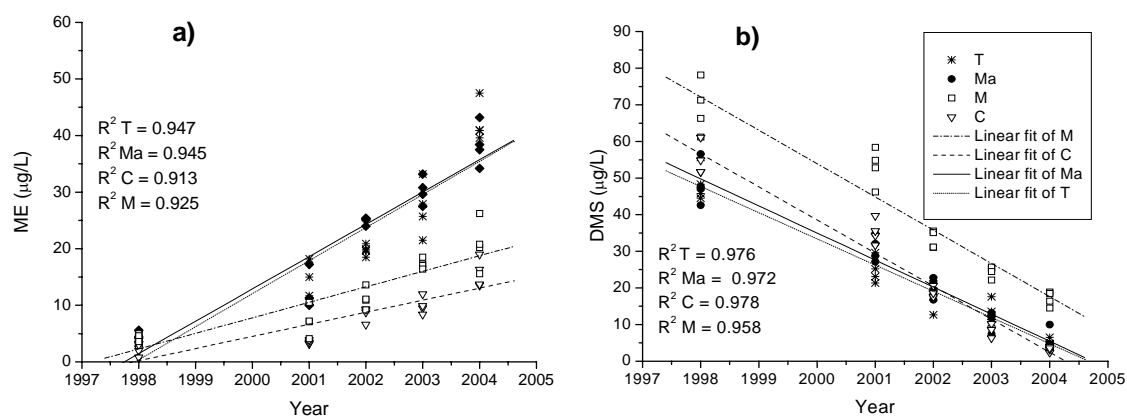 a)
60
50
40
30
20
10
0
ME (µg/L)
R² T = 0.947
R² Ma = 0.945
R² C = 0.913
R² M = 0.925
1997 1998 1999 2000 2001 2002 2003 2004 2005
Year
b)
90
80
70
60
50
40
30
20
10
0
DMS (µg/L)
T
Ma
M
C
Linear fit of M
Linear fit of C
Linear fit of Ma
Linear fit of T
R² T = 0.976
R² Ma = 0.972
R² C = 0.978
R² M = 0.958
1997 1998 1999 2000 2001 2002 2003 2004 2005
Year